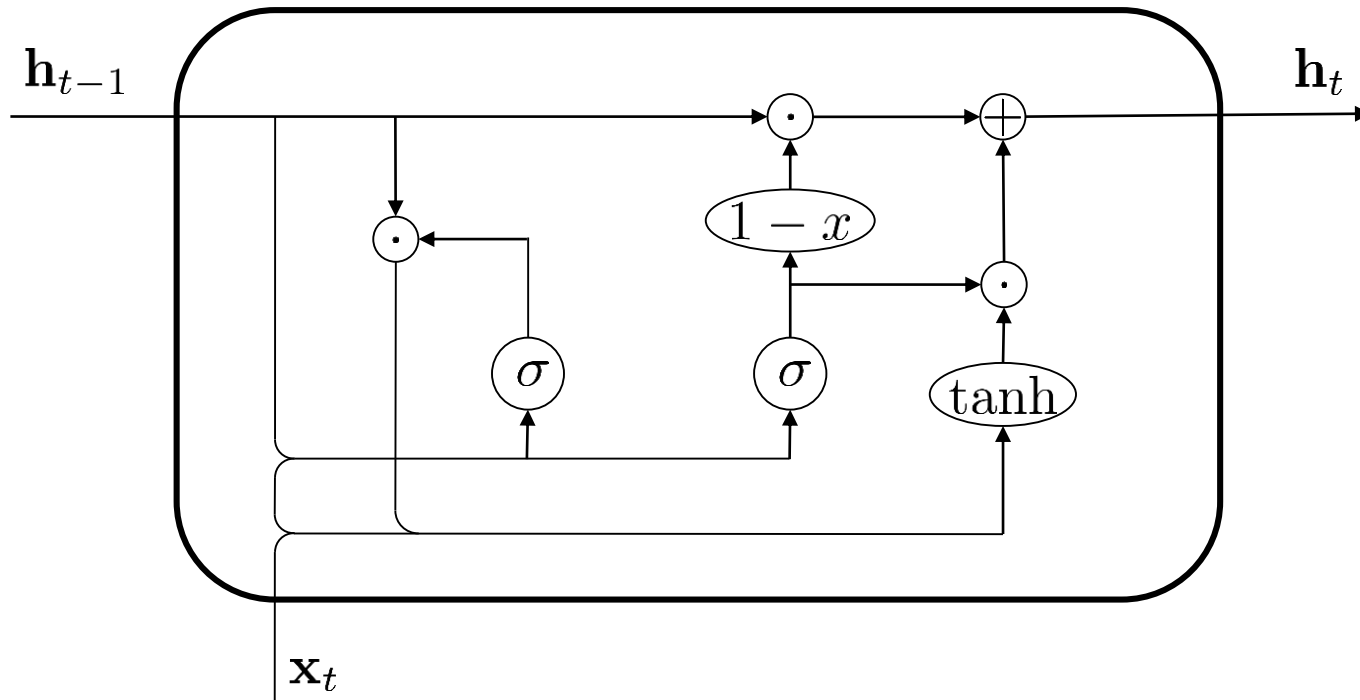 h_{t−1}
h_t
1 − x
σ
σ
tanh
x_t